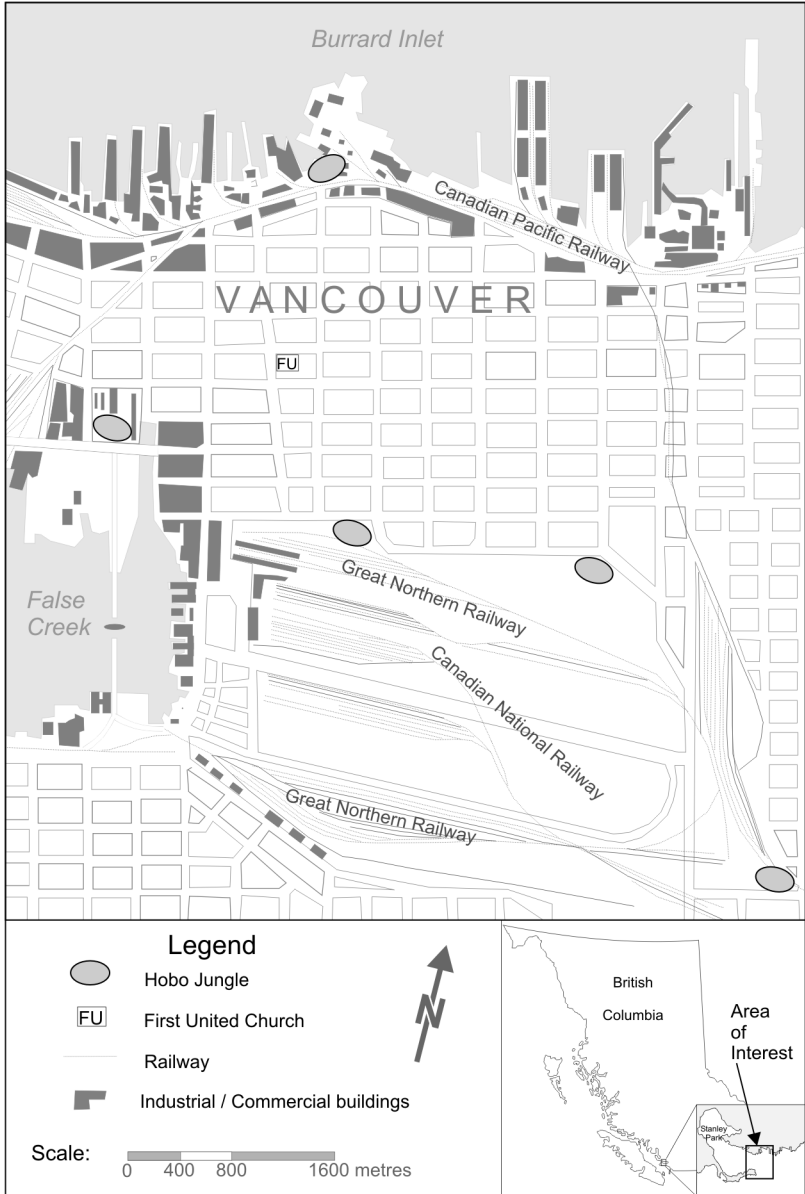 Burrard Inlet
Canadian Pacific Railway
VANCOUVER
FU
Great Northern Railway
False
Creek
Canadian National Railway
Great Northern Railway
Legend
Hobo Jungle
FU First United Church
Railway
Industrial / Commercial buildings
Scale:
0 400 800 1600 metres
N
British
Columbia
Area
of
Interest
Stanley
Park